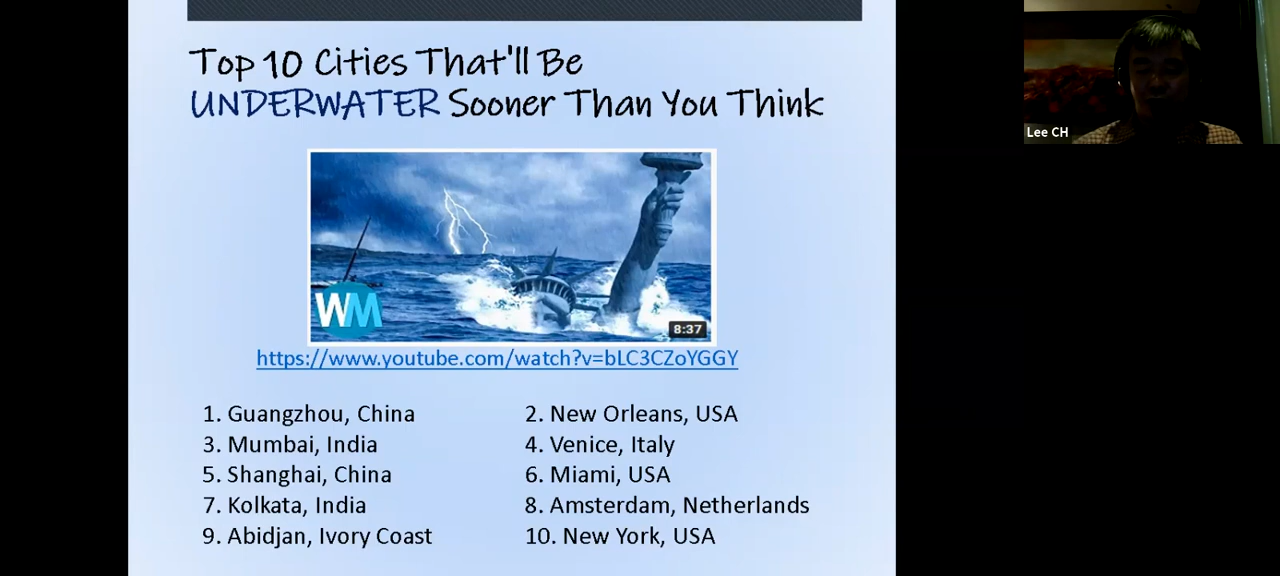 Top 10 Cities That'll Be
UNDERWATER Sooner Than You Think
WM
8:37
https://www.youtube.com/watch?v=bLC3CZoYGGY
1. Guangzhou, China
2. New Orleans, USA
3. Mumbai, India
4. Venice, Italy
5. Shanghai, China
6. Miami, USA
7. Kolkata, India
8. Amsterdam, Netherlands
9. Abidjan, Ivory Coast
10. New York, USA
Lee CH